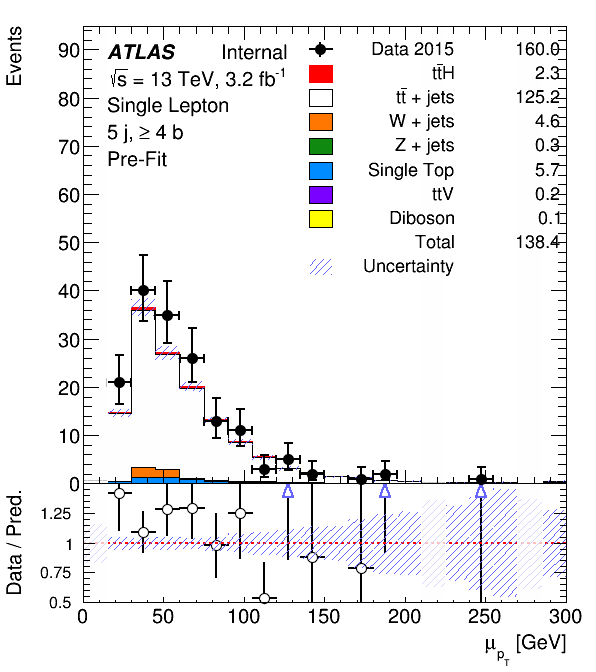 Events
ATLAS Internal
√s = 13 TeV, 3.2 fb⁻¹
Single Lepton
5 j, ≥ 4 b
Pre-Fit
Data 2015 160.0
tt̄H 2.3
tt̄ + jets 125.2
W + jets 4.6
Z + jets 0.3
Single Top 5.7
ttV 0.2
Diboson 0.1
Total 138.4
Uncertainty
90
80
70
60
50
40
30
20
10
0
Data / Pred.
1.25
1
0.75
0.5
0 50 100 150 200 250 300
μ_{p_T} [GeV]